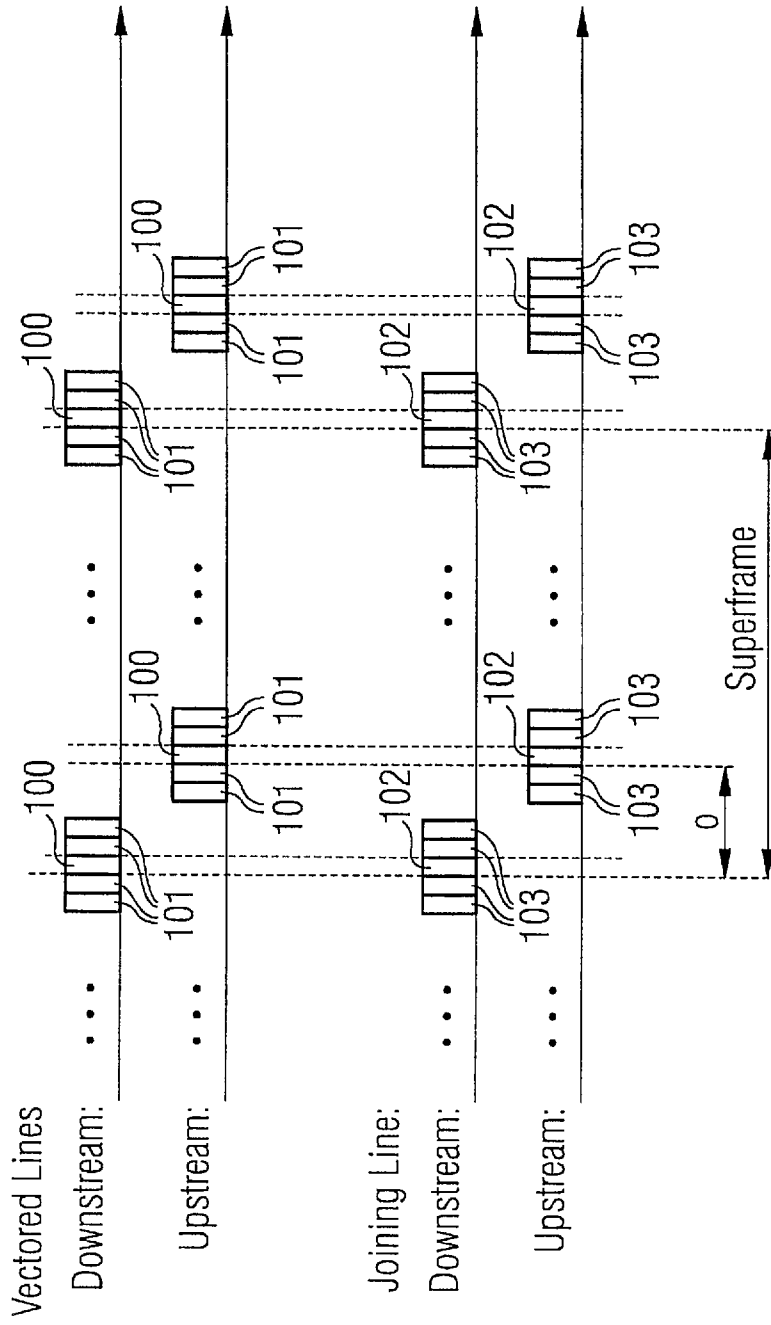 Vectored Lines
Downstream:
• • •
100
101
• • •
100
101
Upstream:
• • •
100
101
101
• • •
100
101
101
Joining Line:
Downstream:
• • •
102
103
• • •
102
103
Upstream:
102
103
103
• • •
102
103
103
o
Superframe